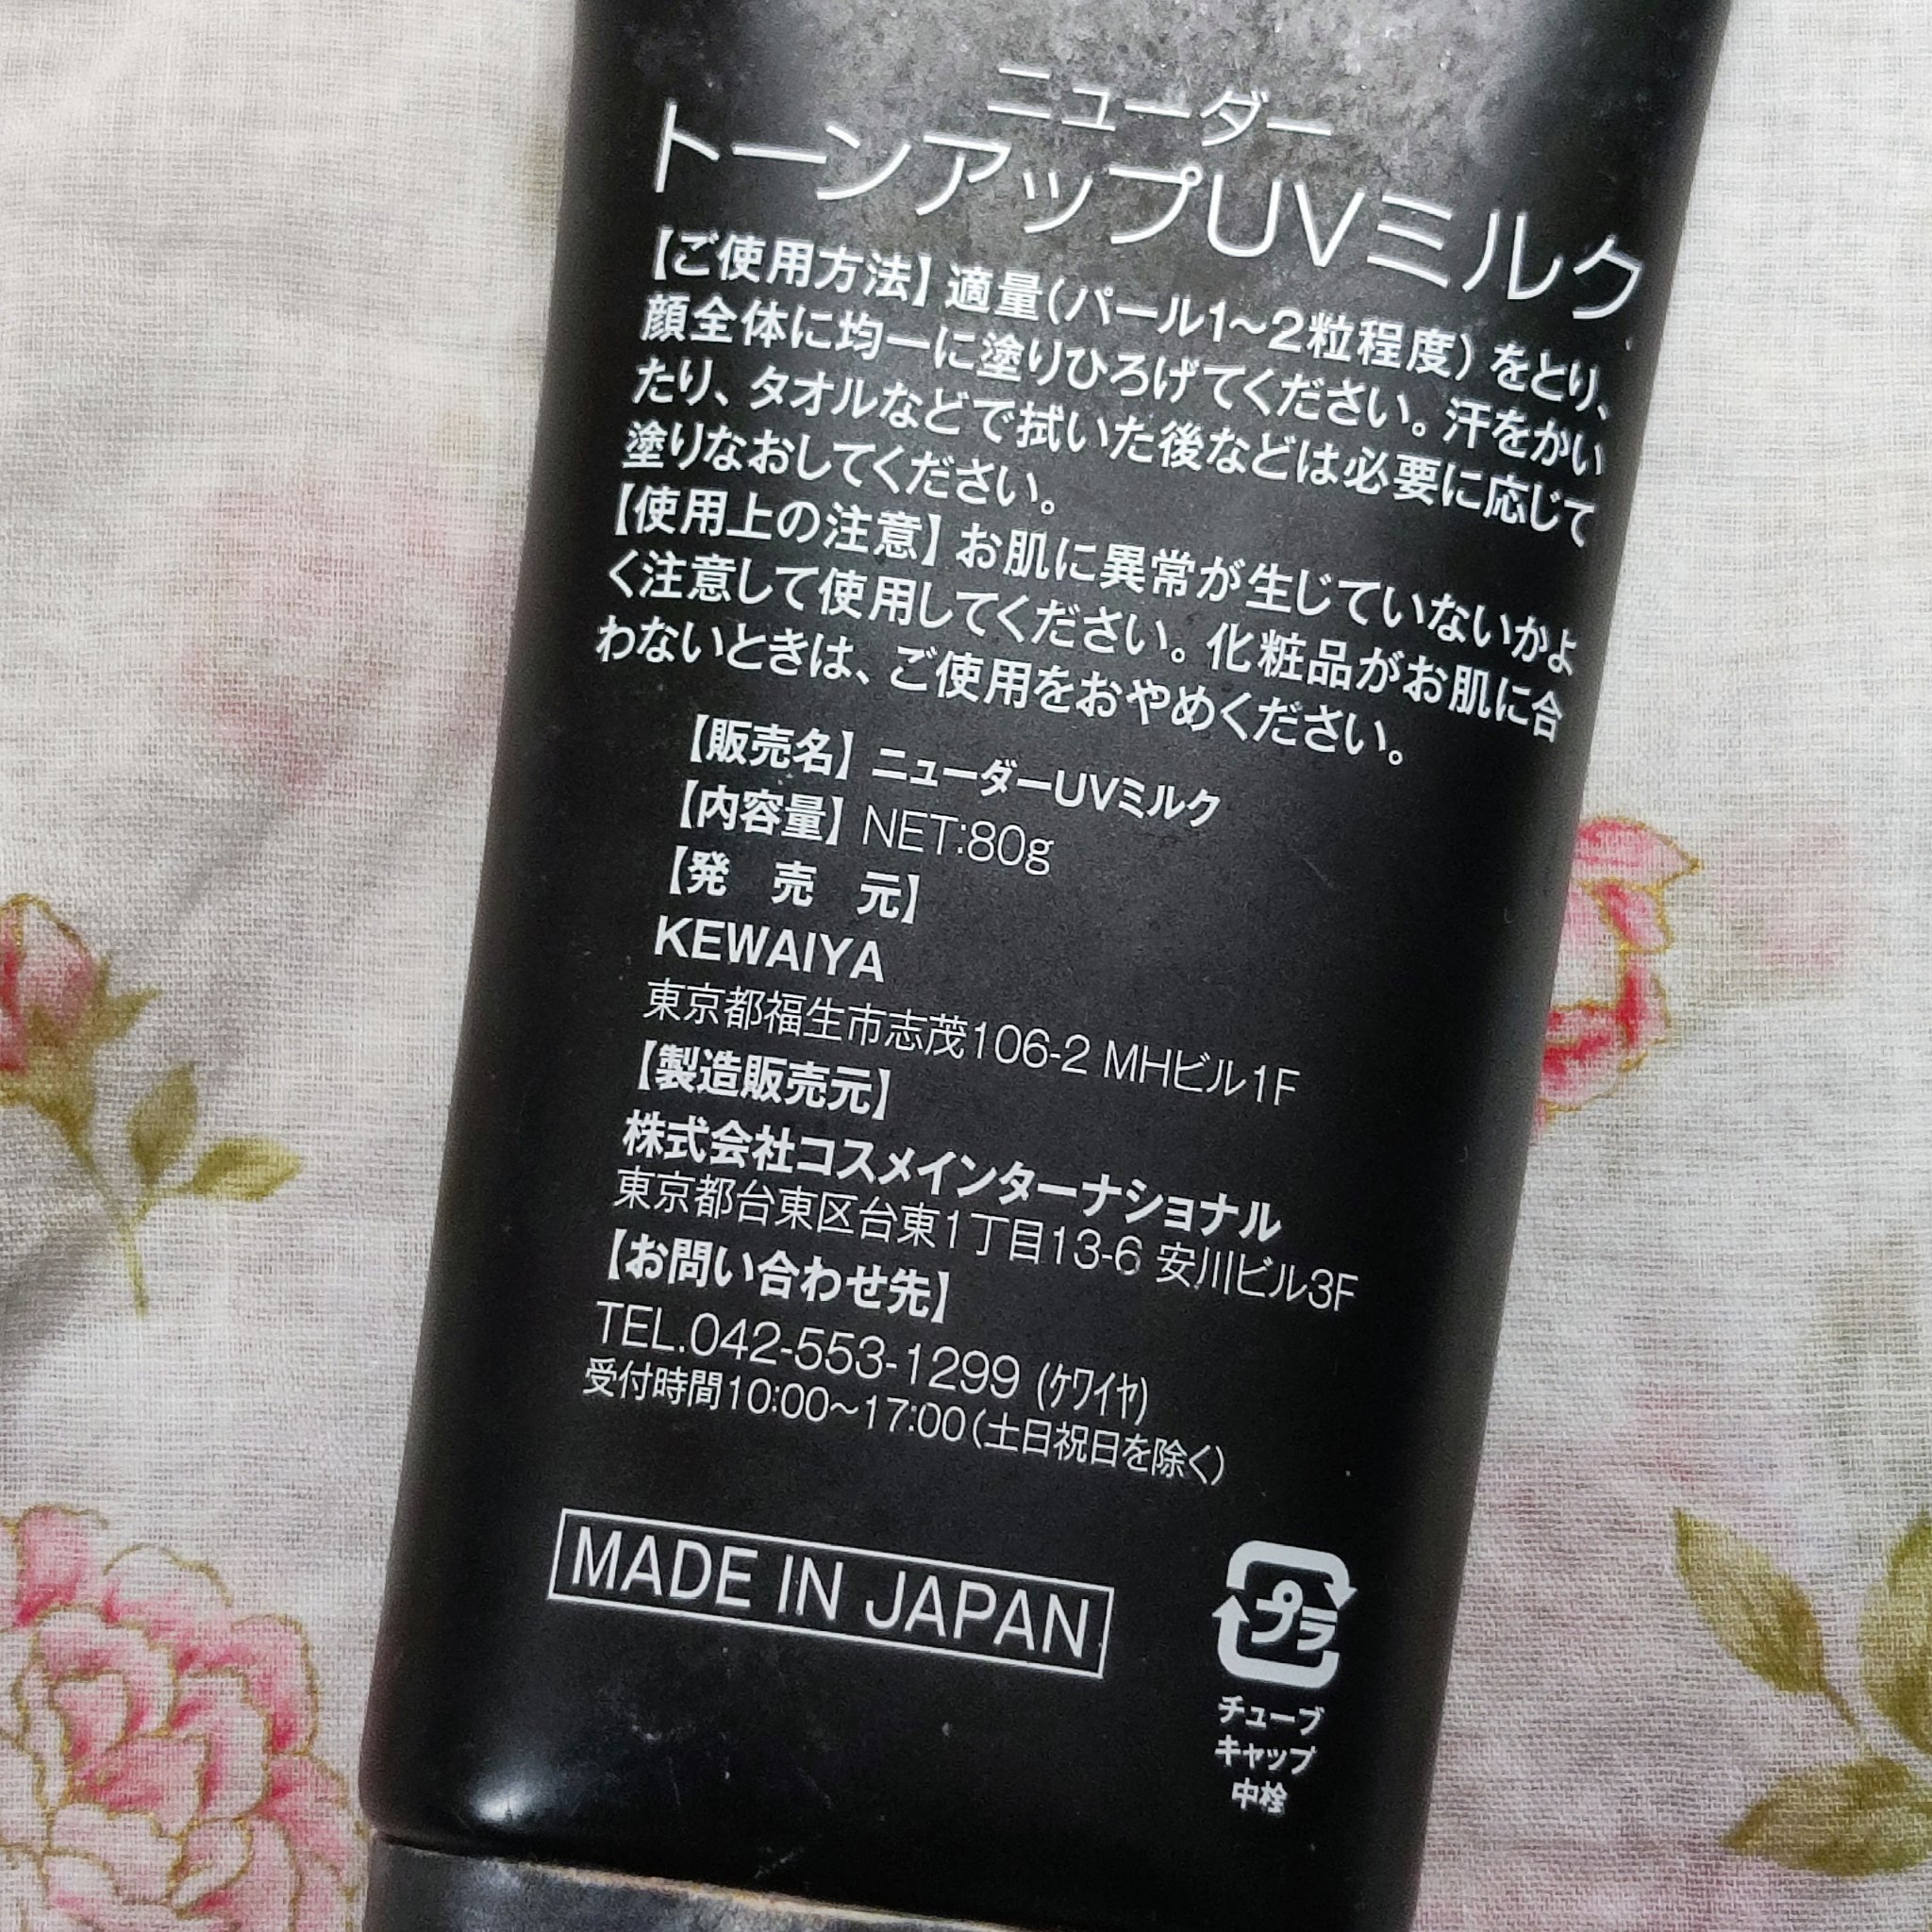 ニューダー
トーンアップUVミルク
【ご使用方法】適量(パール1~2粒程度)をとり、
顔全体に均一に塗りひろげてください。汗をかい
たり、タオルなどで拭いた後などは必要に応じて
塗りなおしてください。
【使用上の注意】お肌に異常が生じていないかよ
く注意して使用してください。化粧品がお肌に合
わないときは、ご使用をおやめください。
【販売名】ニューダーUVミルク
【内容量】NET:80g
【発 売 元】
KEWAIYA
東京都福生市志茂106-2 MHビル1F
【製造販売元】
株式会社コスメインターナショナル
東京都台東区台東1丁目13-6 安川ビル3F
【お問い合わせ先】
TEL.042-553-1299 (ケワイヤ)
受付時間10:00~17:00(土日祝日を除く)
MADE IN JAPAN
プラ
チューブ
キャップ
中栓